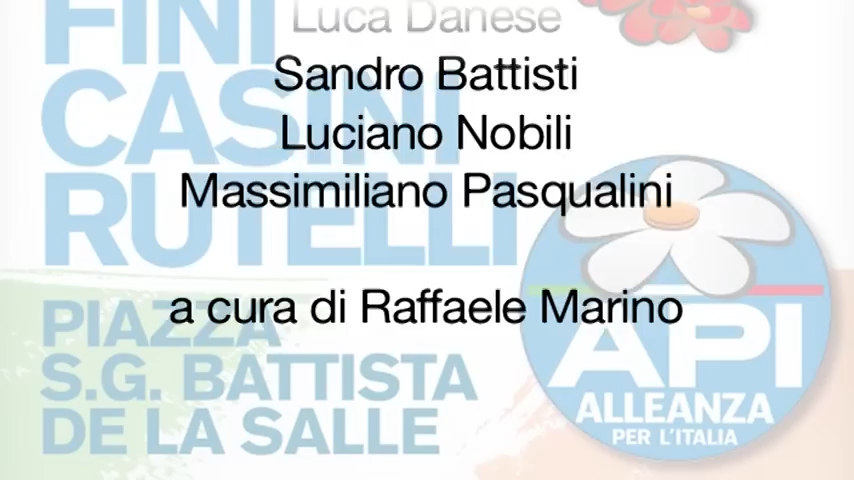 FINI
Luca Danese
CASINI
Sandro Battisti
Luciano Nobili
RUTELLI
Massimiliano Pasqualini
a cura di Raffaele Marino
PIAZZA
S.G. BATTISTA
DE LA SALLE
API
ALLEANZA
PER L'ITALIA